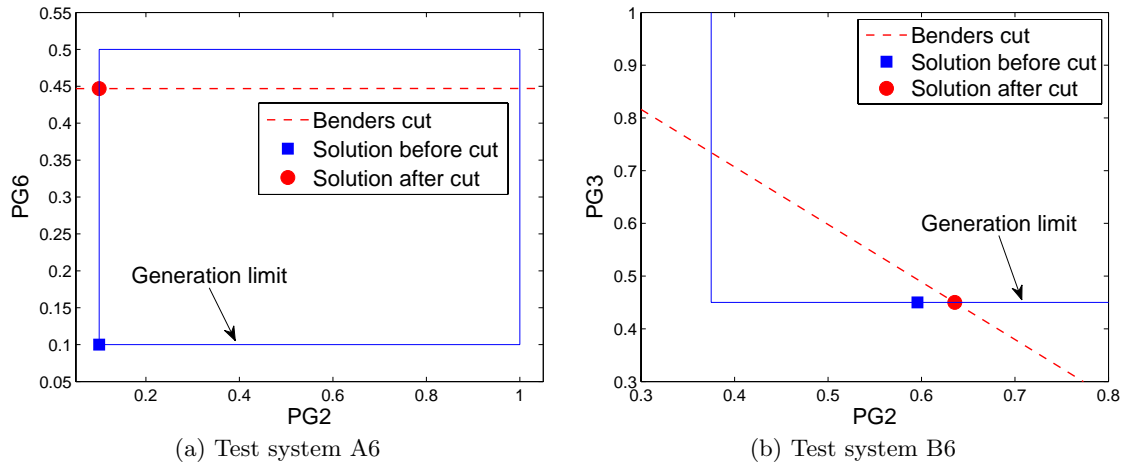 0.55
0.5
0.45
0.4
0.35
0.3
0.25
0.2
0.15
0.1
0.05
PG6
Benders cut
Solution before cut
Solution after cut
Generation limit
0.2
0.4
0.6
0.8
1
PG2
(a) Test system A6
1
0.9
0.8
0.7
0.6
0.5
0.4
0.3
PG3
Benders cut
Solution before cut
Solution after cut
Generation limit
0.3
0.4
0.5
0.6
0.7
0.8
PG2
(b) Test system B6